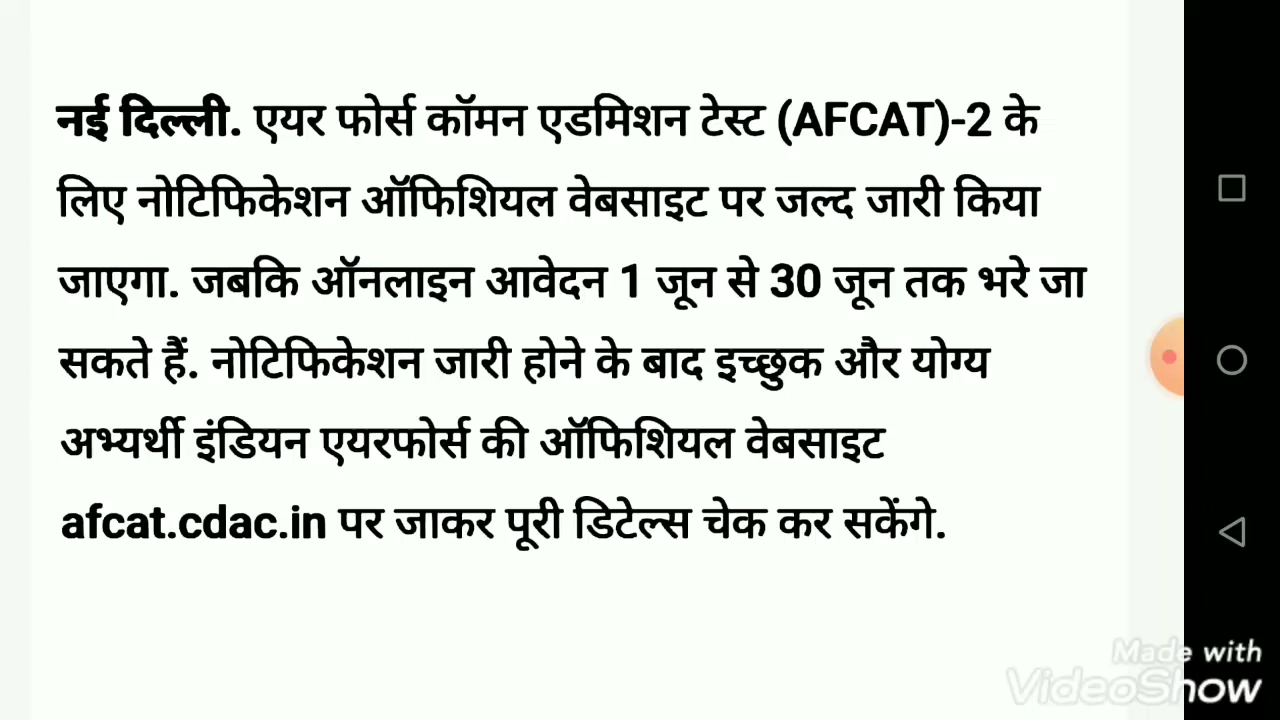 नई दिल्ली. एयर फोर्स कॉमन एडमिशन टेस्ट (AFCAT)-2 के
लिए नोटिफिकेशन ऑफिशियल वेबसाइट पर जल्द जारी किया
जाएगा. जबकि ऑनलाइन आवेदन 1 जून से 30 जून तक भरे जा
सकते हैं. नोटिफिकेशन जारी होने के बाद इच्छुक और योग्य
अभ्यर्थी इंडियन एयरफोर्स की ऑफिशियल वेबसाइट
afcat.cdac.in पर जाकर पूरी डिटेल्स चेक कर सकेंगे.
Made with
VideoShow